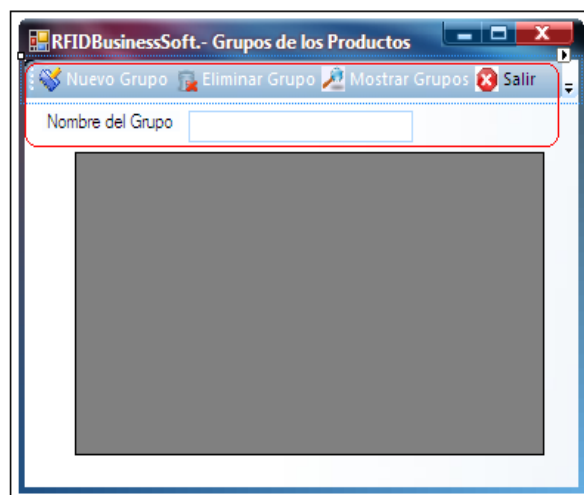 RFIDBusinessSoft.- Grupos de los Productos
Nuevo Grupo Eliminar Grupo Mostrar Grupos Salir
Nombre del Grupo